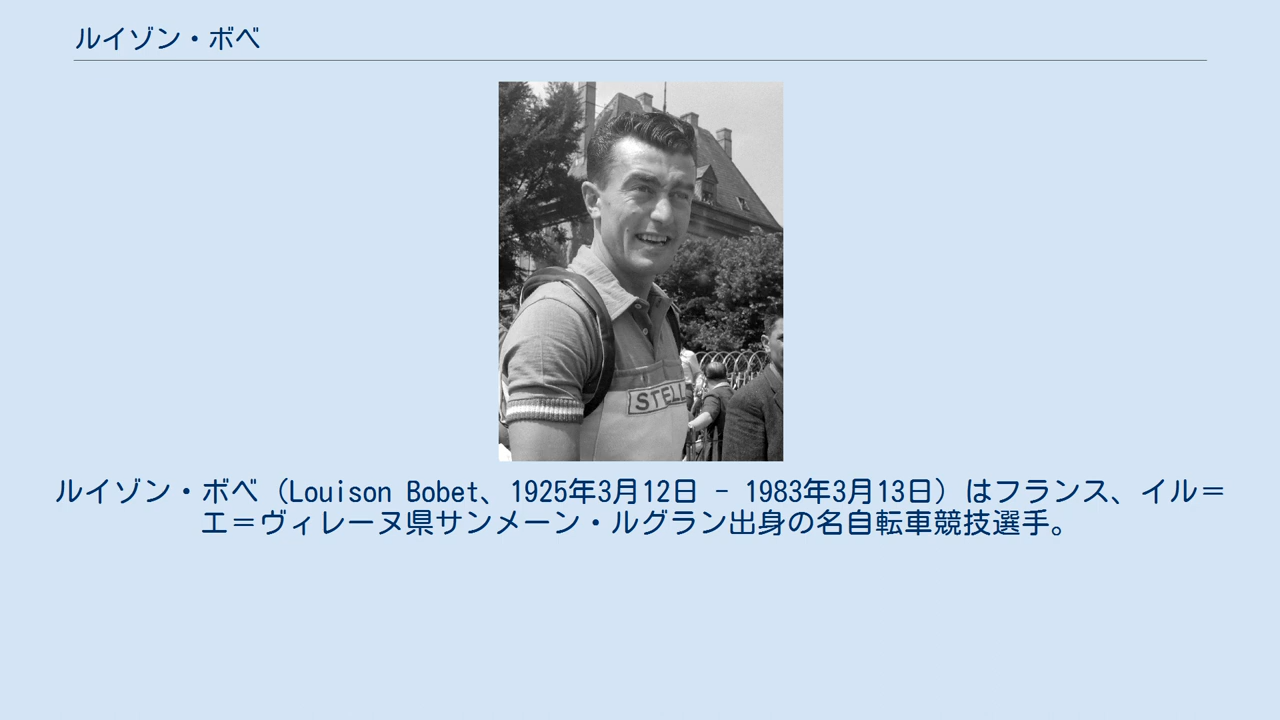 ルイゾン・ボベ
STELL
ルイゾン・ボベ（Louison Bobet、1925年3月12日 - 1983年3月13日）はフランス、イル＝
エ＝ヴィレーヌ県サンメーン・ルグラン出身の名自転車競技選手。